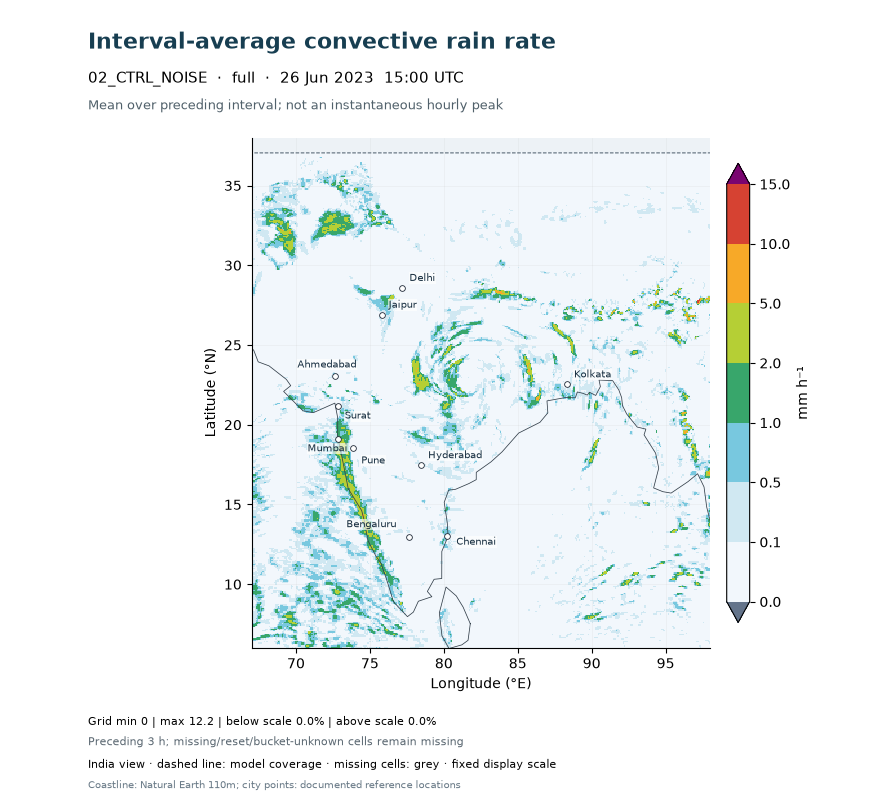 Interval-average convective rain rate
02_CTRL_NOISE · full · 26 Jun 2023 15:00 UTC
Mean over preceding interval; not an instantaneous hourly peak
35
30
25
20
15
10
Latitude (°N)
70
75
80
85
90
95
Longitude (°E)
Delhi
Jaipur
Ahmedabad
Kolkata
Surat
Mumbai
Pune
Hyderabad
Bengaluru
Chennai
15.0
10.0
5.0
2.0
1.0
0.5
0.1
0.0
mm h⁻¹
Grid min 0 | max 12.2 | below scale 0.0% | above scale 0.0%
Preceding 3 h; missing/reset/bucket-unknown cells remain missing
India view · dashed line: model coverage · missing cells: grey · fixed display scale
Coastline: Natural Earth 110m; city points: documented reference locations